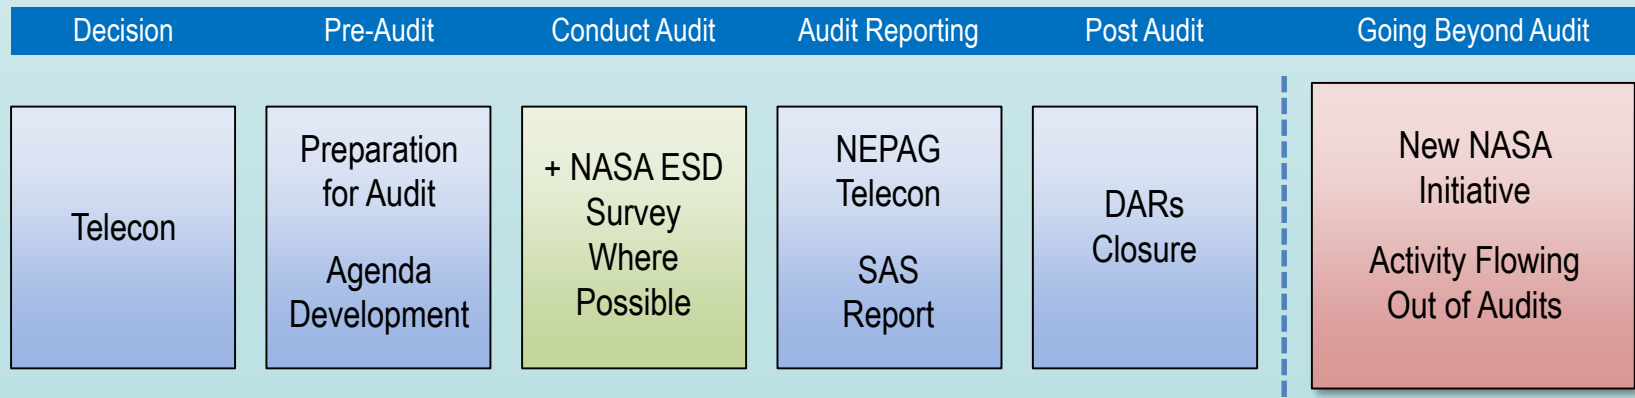 Decision
Pre-Audit
Conduct Audit
Audit Reporting
Post Audit
Going Beyond Audit
Telecon
Preparation
for Audit
Agenda
Development
+ NASA ESD
Survey
Where
Possible
NEPAG
Telecon
SAS
Report
DARs
Closure
New NASA
Initiative
Activity Flowing
Out of Audits